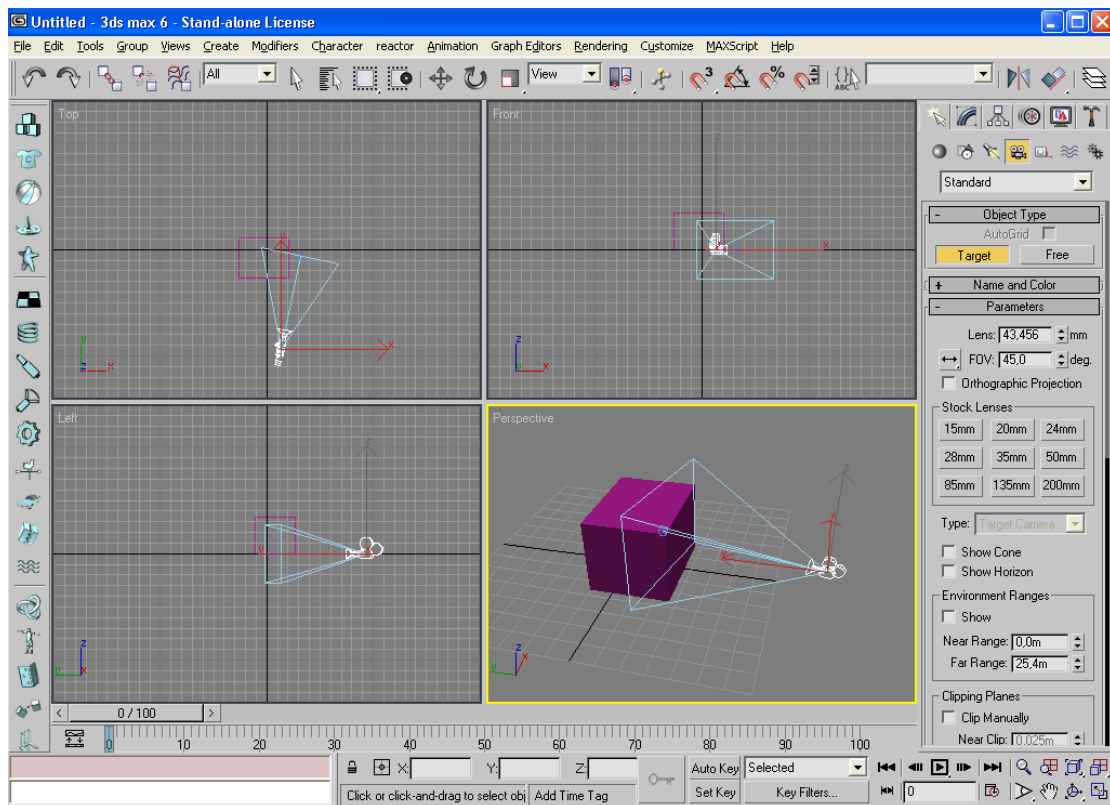 Untitled - 3ds max 6 - Stand-alone License
File Edit Tools Group Views Create Modifiers Character reactor Animation Graph Editors Rendering Customize MAXScript Help
All View 3 % {} ABC
Top Front
Standard
- Object Type
AutoGrid
Target Free
+ Name and Color
- Parameters
Lens: 43,456 mm
FOV: 45,0 deg.
Orthographic Projection
Stock Lenses
15mm 20mm 24mm
28mm 35mm 50mm
85mm 135mm 200mm
Type: Target Camera
Show Cone
Show Horizon
Environment Ranges
Show
Near Range: 0,0m
Far Range: 25,4m
Clipping Planes
Clip Manually
Near Clip: 0,025m
x
y x
y
z x
z
x
Left Perspective
z
y
z
y x
z
x
y
z
x
y
< 0 / 100 >
0 10 20 30 40 50 60 70 80 90 100
X: Y: Z: Auto Key Selected
Click or click-and-drag to select obj Add Time Tag Set Key Key Filters... 0